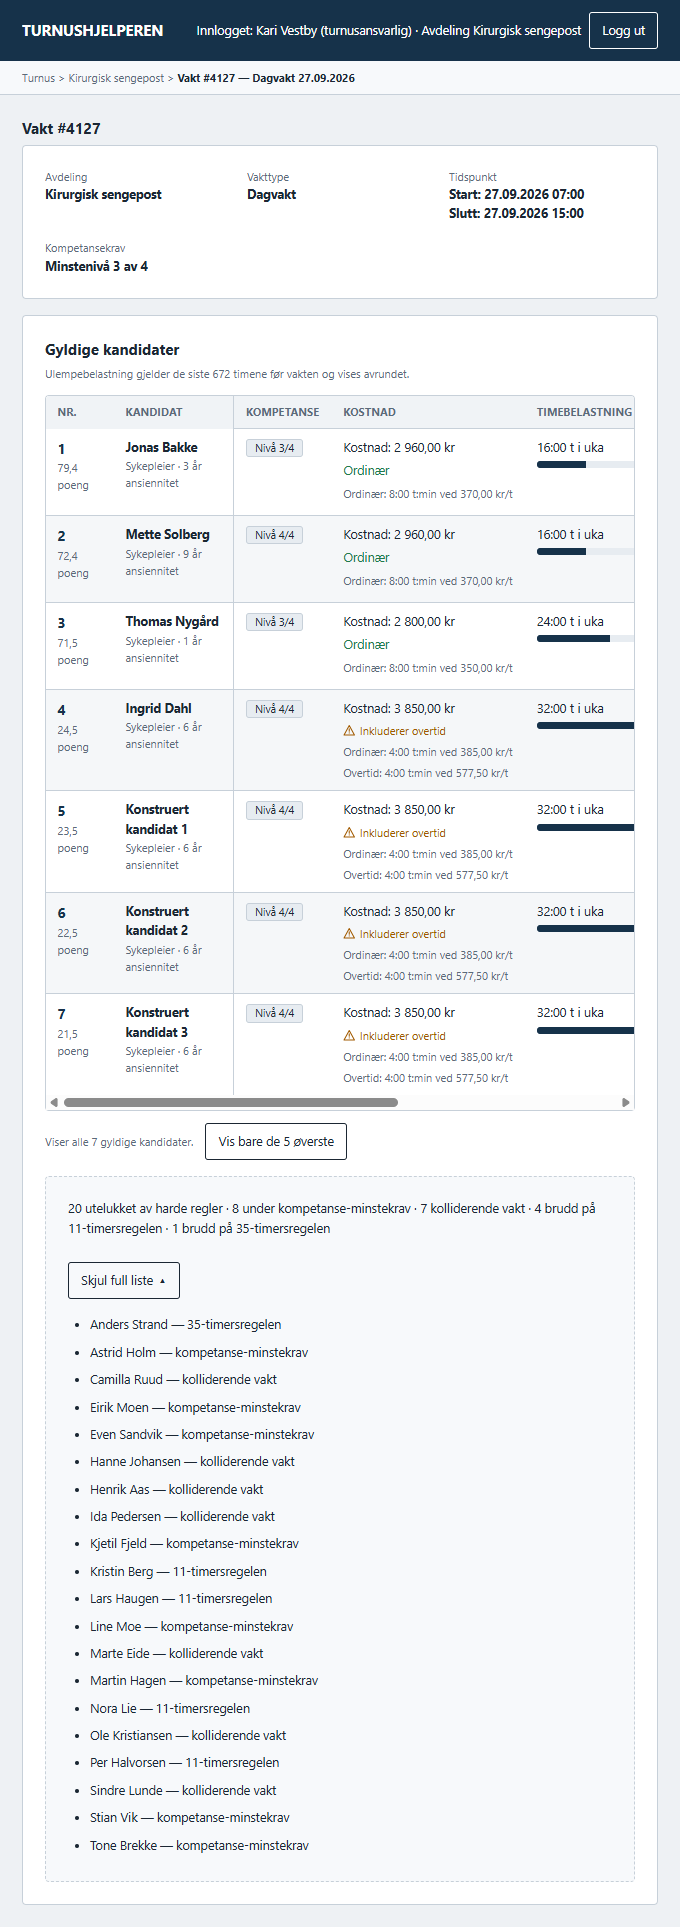 TURNUSHJELPEREN
Innlogget: Kari Vestby (turnusansvarlig) · Avdeling Kirurgisk sengepost
Logg ut
Turnus > Kirurgisk sengepost > Vakt #4127 — Dagvakt 27.09.2026
Vakt #4127
Avdeling
Kirurgisk sengepost
Vakttype
Dagvakt
Tidspunkt
Start: 27.09.2026 07:00
Slutt: 27.09.2026 15:00
Kompetansekrav
Minstenivå 3 av 4
Gyldige kandidater
Ulempebelastning gjelder de siste 672 timene før vakten og vises avrundet.
NR. KANDIDAT KOMPETANSE KOSTNAD TIMEBELASTNING
1
79,4
poeng
Jonas Bakke
Sykepleier · 3 år
ansiennitet
Nivå 3/4
Kostnad: 2 960,00 kr
Ordinær
Ordinær: 8:00 t:min ved 370,00 kr/t
16:00 t i uka
2
72,4
poeng
Mette Solberg
Sykepleier · 9 år
ansiennitet
Nivå 4/4
Kostnad: 2 960,00 kr
Ordinær
Ordinær: 8:00 t:min ved 370,00 kr/t
16:00 t i uka
3
71,5
poeng
Thomas Nygård
Sykepleier · 1 år
ansiennitet
Nivå 3/4
Kostnad: 2 800,00 kr
Ordinær
Ordinær: 8:00 t:min ved 350,00 kr/t
24:00 t i uka
4
24,5
poeng
Ingrid Dahl
Sykepleier · 6 år
ansiennitet
Nivå 4/4
Kostnad: 3 850,00 kr
Inkluderer overtid
Ordinær: 4:00 t:min ved 385,00 kr/t
Overtid: 4:00 t:min ved 577,50 kr/t
32:00 t i uka
5
23,5
poeng
Konstruert
kandidat 1
Sykepleier · 6 år
ansiennitet
Nivå 4/4
Kostnad: 3 850,00 kr
Inkluderer overtid
Ordinær: 4:00 t:min ved 385,00 kr/t
Overtid: 4:00 t:min ved 577,50 kr/t
32:00 t i uka
6
22,5
poeng
Konstruert
kandidat 2
Sykepleier · 6 år
ansiennitet
Nivå 4/4
Kostnad: 3 850,00 kr
Inkluderer overtid
Ordinær: 4:00 t:min ved 385,00 kr/t
Overtid: 4:00 t:min ved 577,50 kr/t
32:00 t i uka
7
21,5
poeng
Konstruert
kandidat 3
Sykepleier · 6 år
ansiennitet
Nivå 4/4
Kostnad: 3 850,00 kr
Inkluderer overtid
Ordinær: 4:00 t:min ved 385,00 kr/t
Overtid: 4:00 t:min ved 577,50 kr/t
32:00 t i uka
Viser alle 7 gyldige kandidater.
Vis bare de 5 øverste
20 utelukket av harde regler · 8 under kompetanse-minstekrav · 7 kolliderende vakt · 4 brudd på
11-timersregelen · 1 brudd på 35-timersregelen
Skjul full liste ▲
• Anders Strand — 35-timersregelen
• Astrid Holm — kompetanse-minstekrav
• Camilla Ruud — kolliderende vakt
• Eirik Moen — kompetanse-minstekrav
• Even Sandvik — kompetanse-minstekrav
• Hanne Johansen — kolliderende vakt
• Henrik Aas — kolliderende vakt
• Ida Pedersen — kolliderende vakt
• Kjetil Fjeld — kompetanse-minstekrav
• Kristin Berg — 11-timersregelen
• Lars Haugen — 11-timersregelen
• Line Moe — kompetanse-minstekrav
• Marte Eide — kolliderende vakt
• Martin Hagen — kompetanse-minstekrav
• Nora Lie — 11-timersregelen
• Ole Kristiansen — kolliderende vakt
• Per Halvorsen — 11-timersregelen
• Sindre Lunde — kolliderende vakt
• Stian Vik — kompetanse-minstekrav
• Tone Brekke — kompetanse-minstekrav